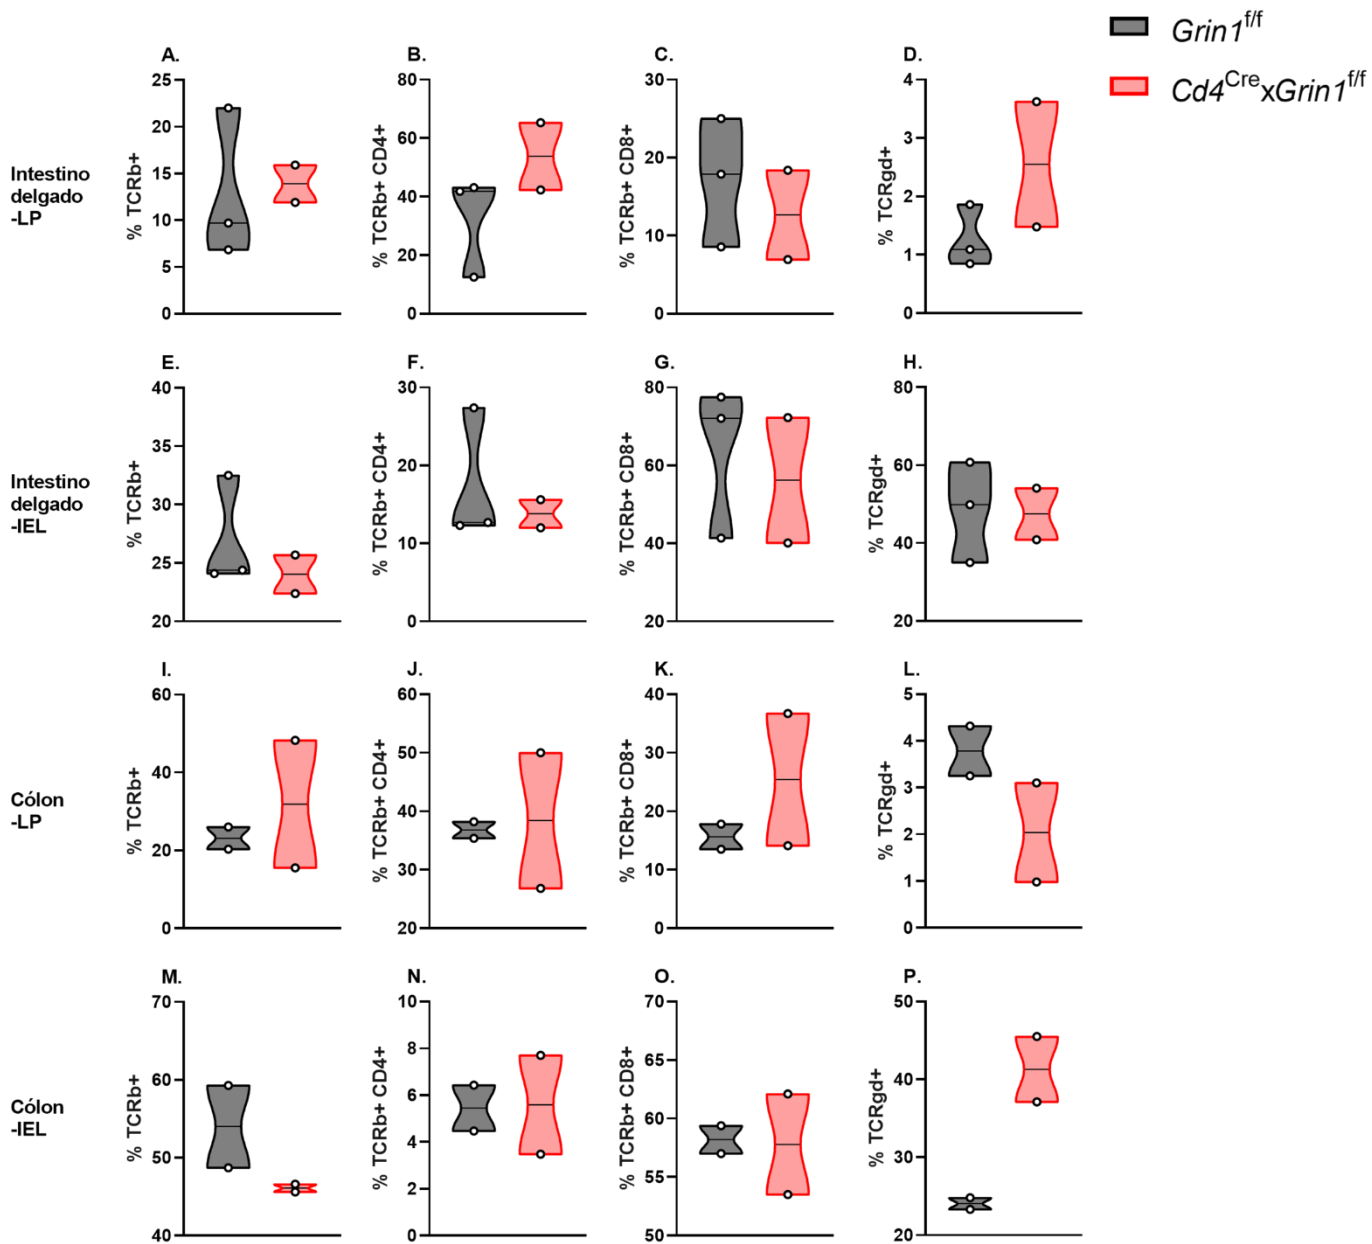 Grin1f/f
Cd4CrexGrin1f/f
Intestino
delgado
-LP
A.
% TCRb+
25
20
15
10
5
0
B.
% TCRb+ CD4+
80
60
40
20
0
C.
% TCRb+ CD8+
30
20
10
0
D.
% TCRgd+
4
3
2
1
0
Intestino
delgado
-IEL
E.
% TCRb+
40
35
30
25
20
F.
% TCRb+ CD4+
30
20
10
0
G.
% TCRb+ CD8+
80
60
40
20
H.
% TCRgd+
80
60
40
20
Cólon
-LP
I.
% TCRb+
60
40
20
0
J.
% TCRb+ CD4+
60
50
40
30
20
K.
% TCRb+ CD8+
40
30
20
10
0
L.
% TCRgd+
5
4
3
2
1
0
Cólon
-IEL
M.
% TCRb+
70
60
50
40
N.
% TCRb+ CD4+
10
8
6
4
2
0
O.
% TCRb+ CD8+
70
65
60
55
50
P.
% TCRgd+
50
40
30
20